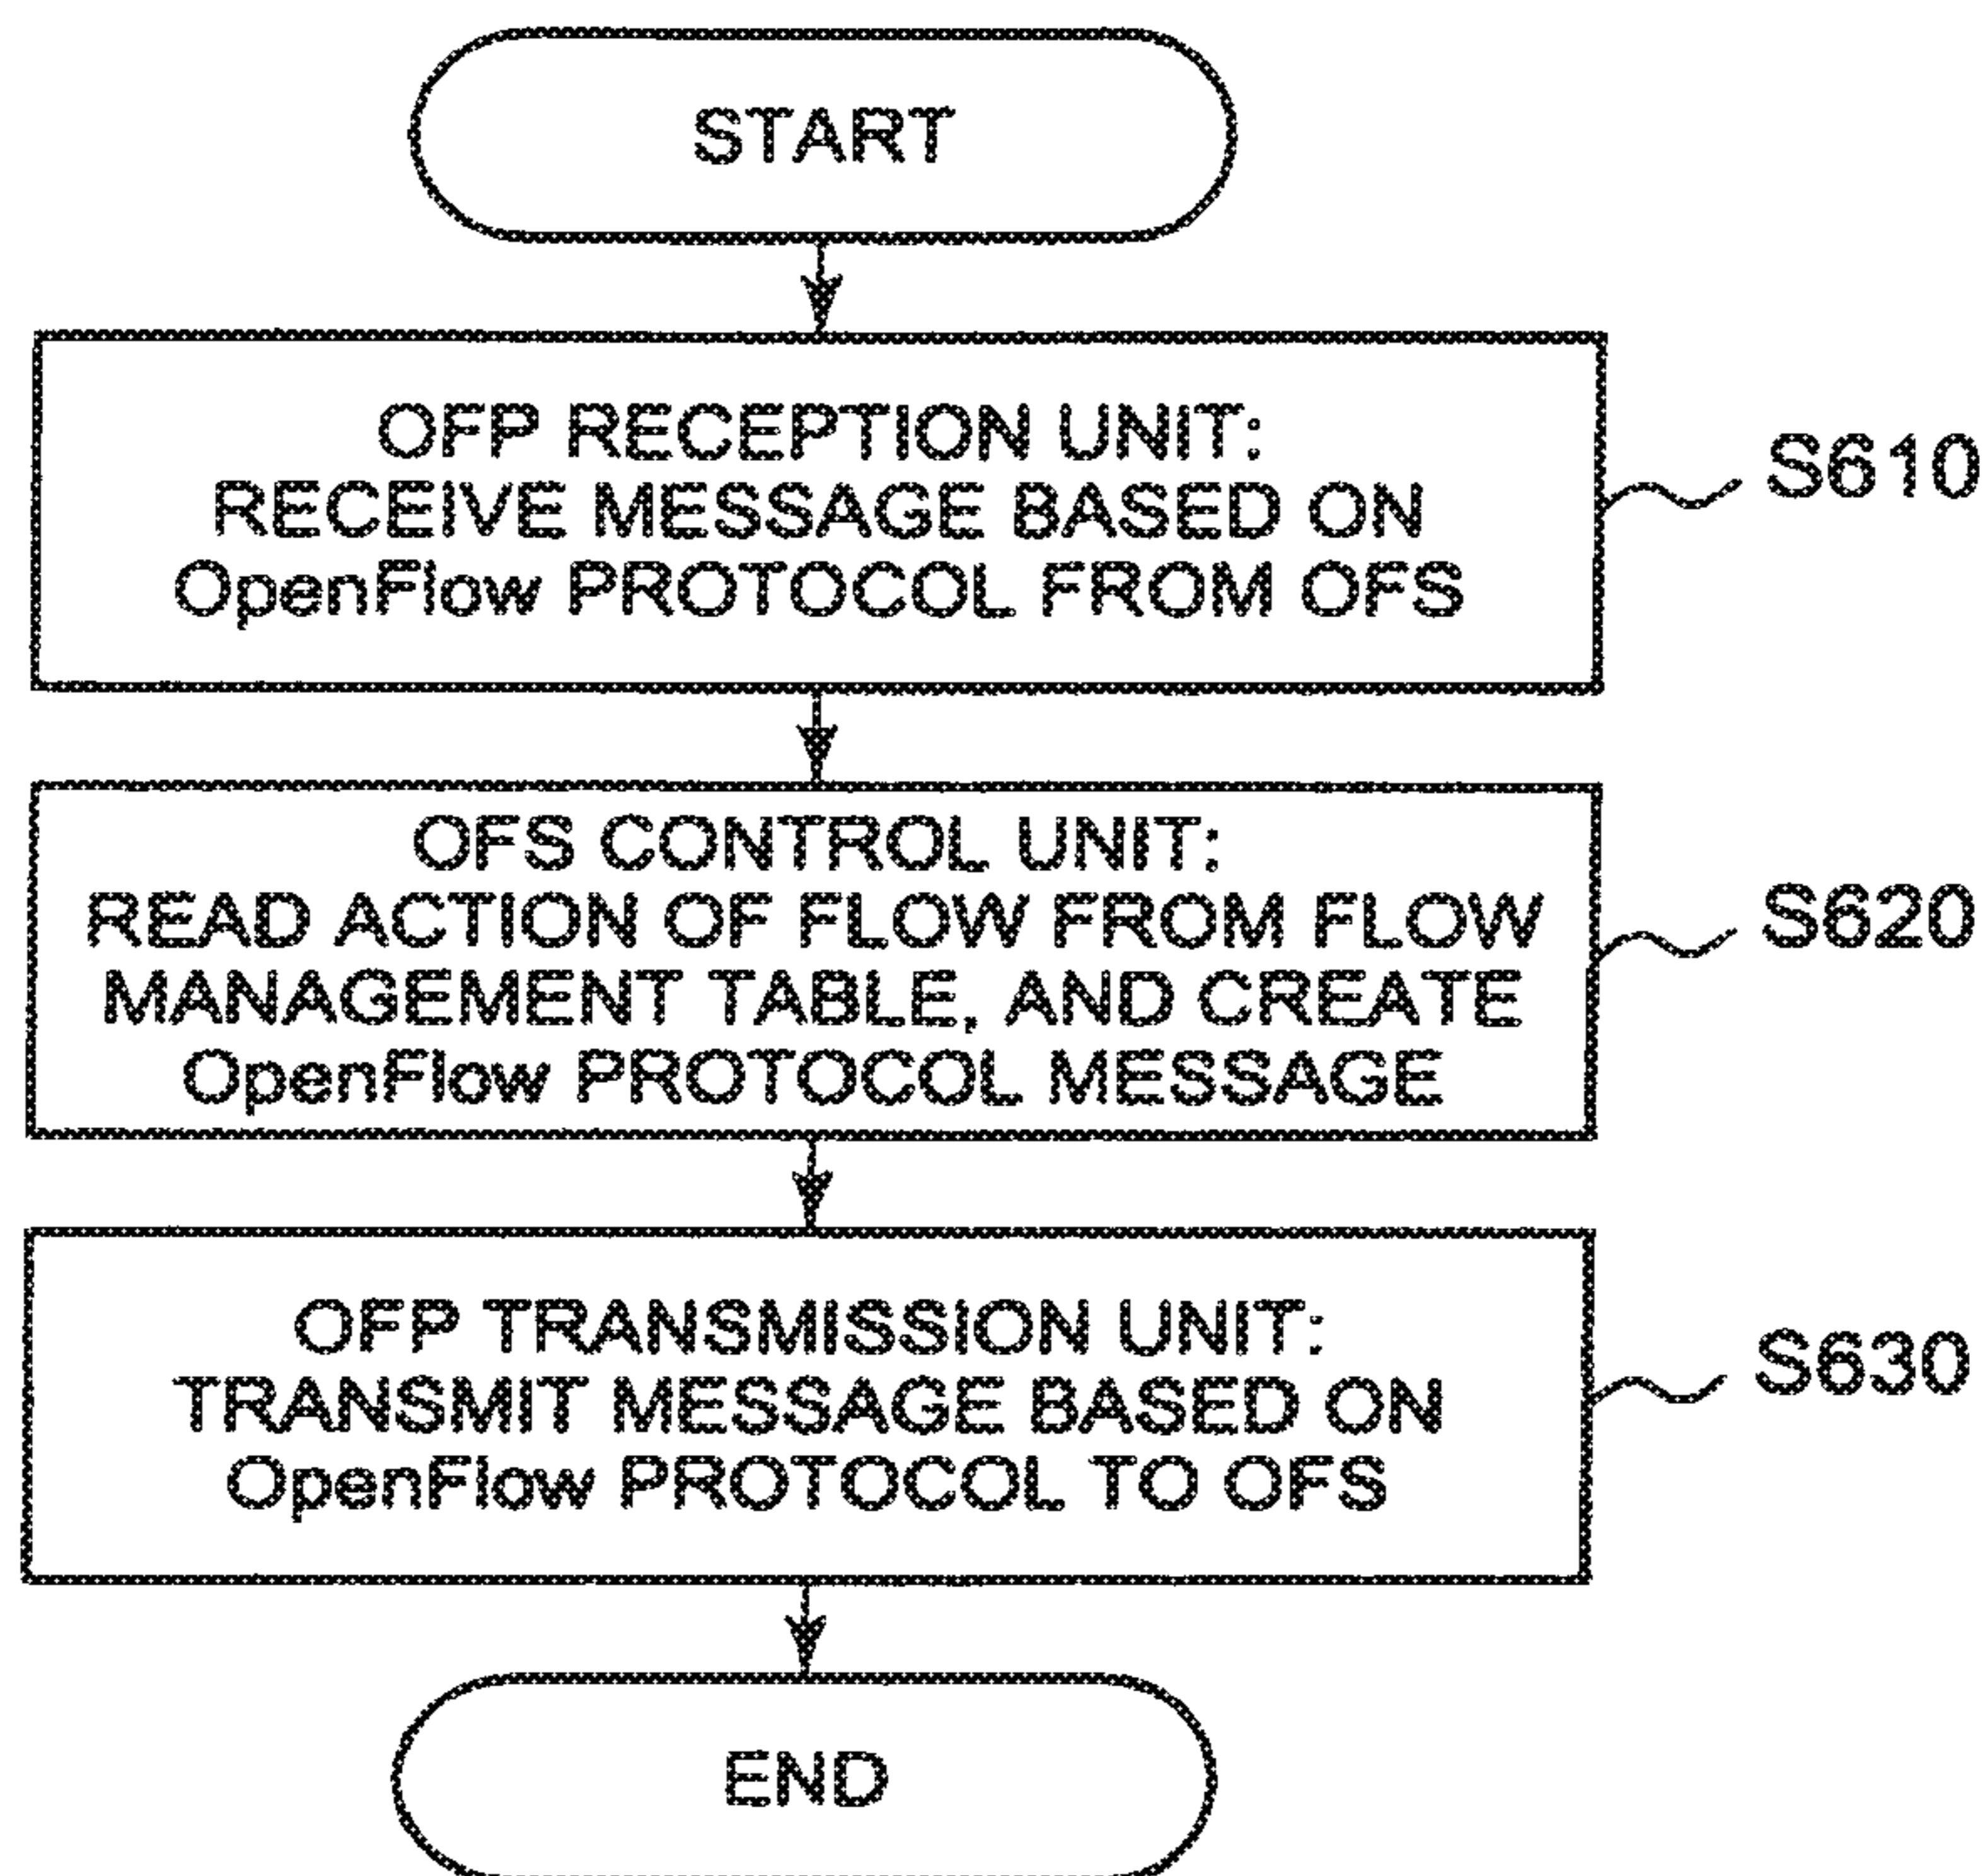 START
OFP RECEPTION UNIT:
RECEIVE MESSAGE BASED ON
OpenFlow PROTOCOL FROM OFS
S610
OFS CONTROL UNIT:
READ ACTION OF FLOW FROM FLOW
MANAGEMENT TABLE, AND CREATE
OpenFlow PROTOCOL MESSAGE
S620
OFP TRANSMISSION UNIT:
TRANSMIT MESSAGE BASED ON
OpenFlow PROTOCOL TO OFS
S630
END